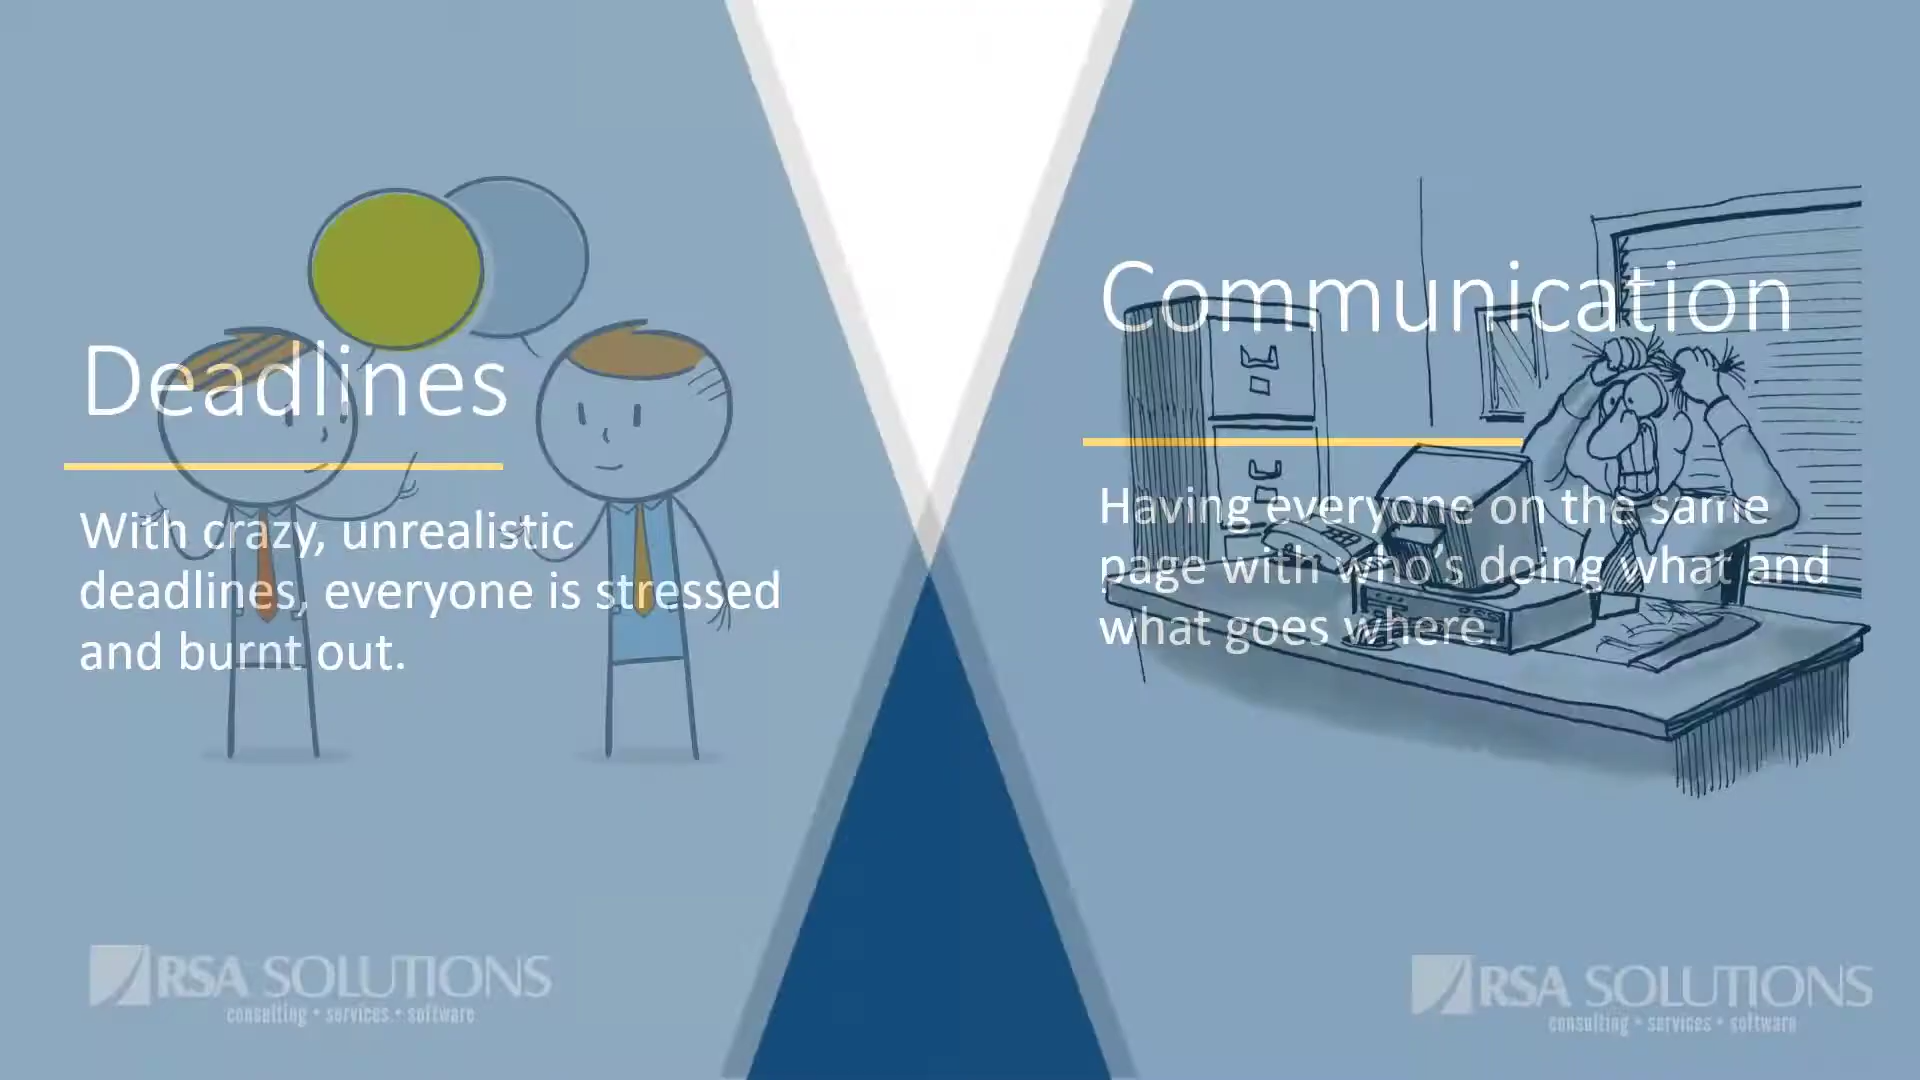 Deadlines
With crazy, unrealistic
deadlines, everyone is stressed
and burnt out.
RSA SOLUTIONS
consulting • services • software
Communication
Having everyone on the same
page with who's doing what and
what goes where.
RSA SOLUTIONS
consulting • services • software